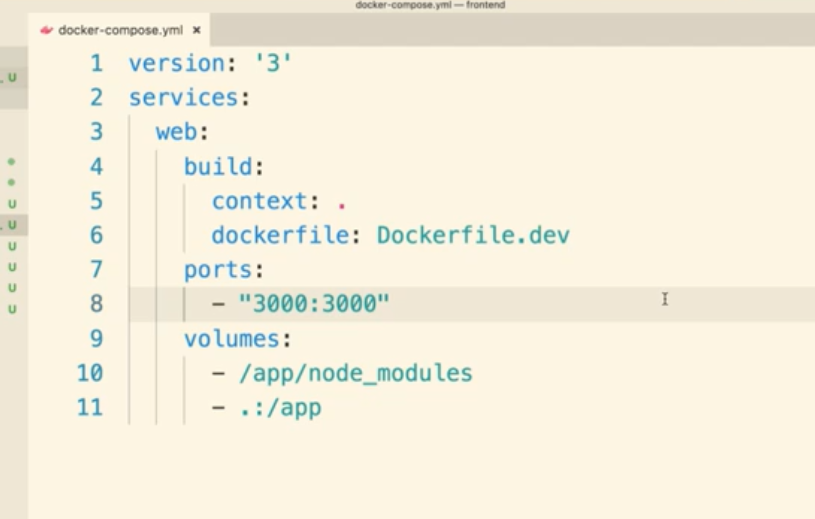 docker-compose.yml — frontend
docker-compose.yml ×
1 version: '3'
2 services:
3   web:
4     build:
5       context: .
6       dockerfile: Dockerfile.dev
7     ports:
8       - "3000:3000"
9     volumes:
10       - /app/node_modules
11       - .:/app
. U
U
. U
U
U
U
U